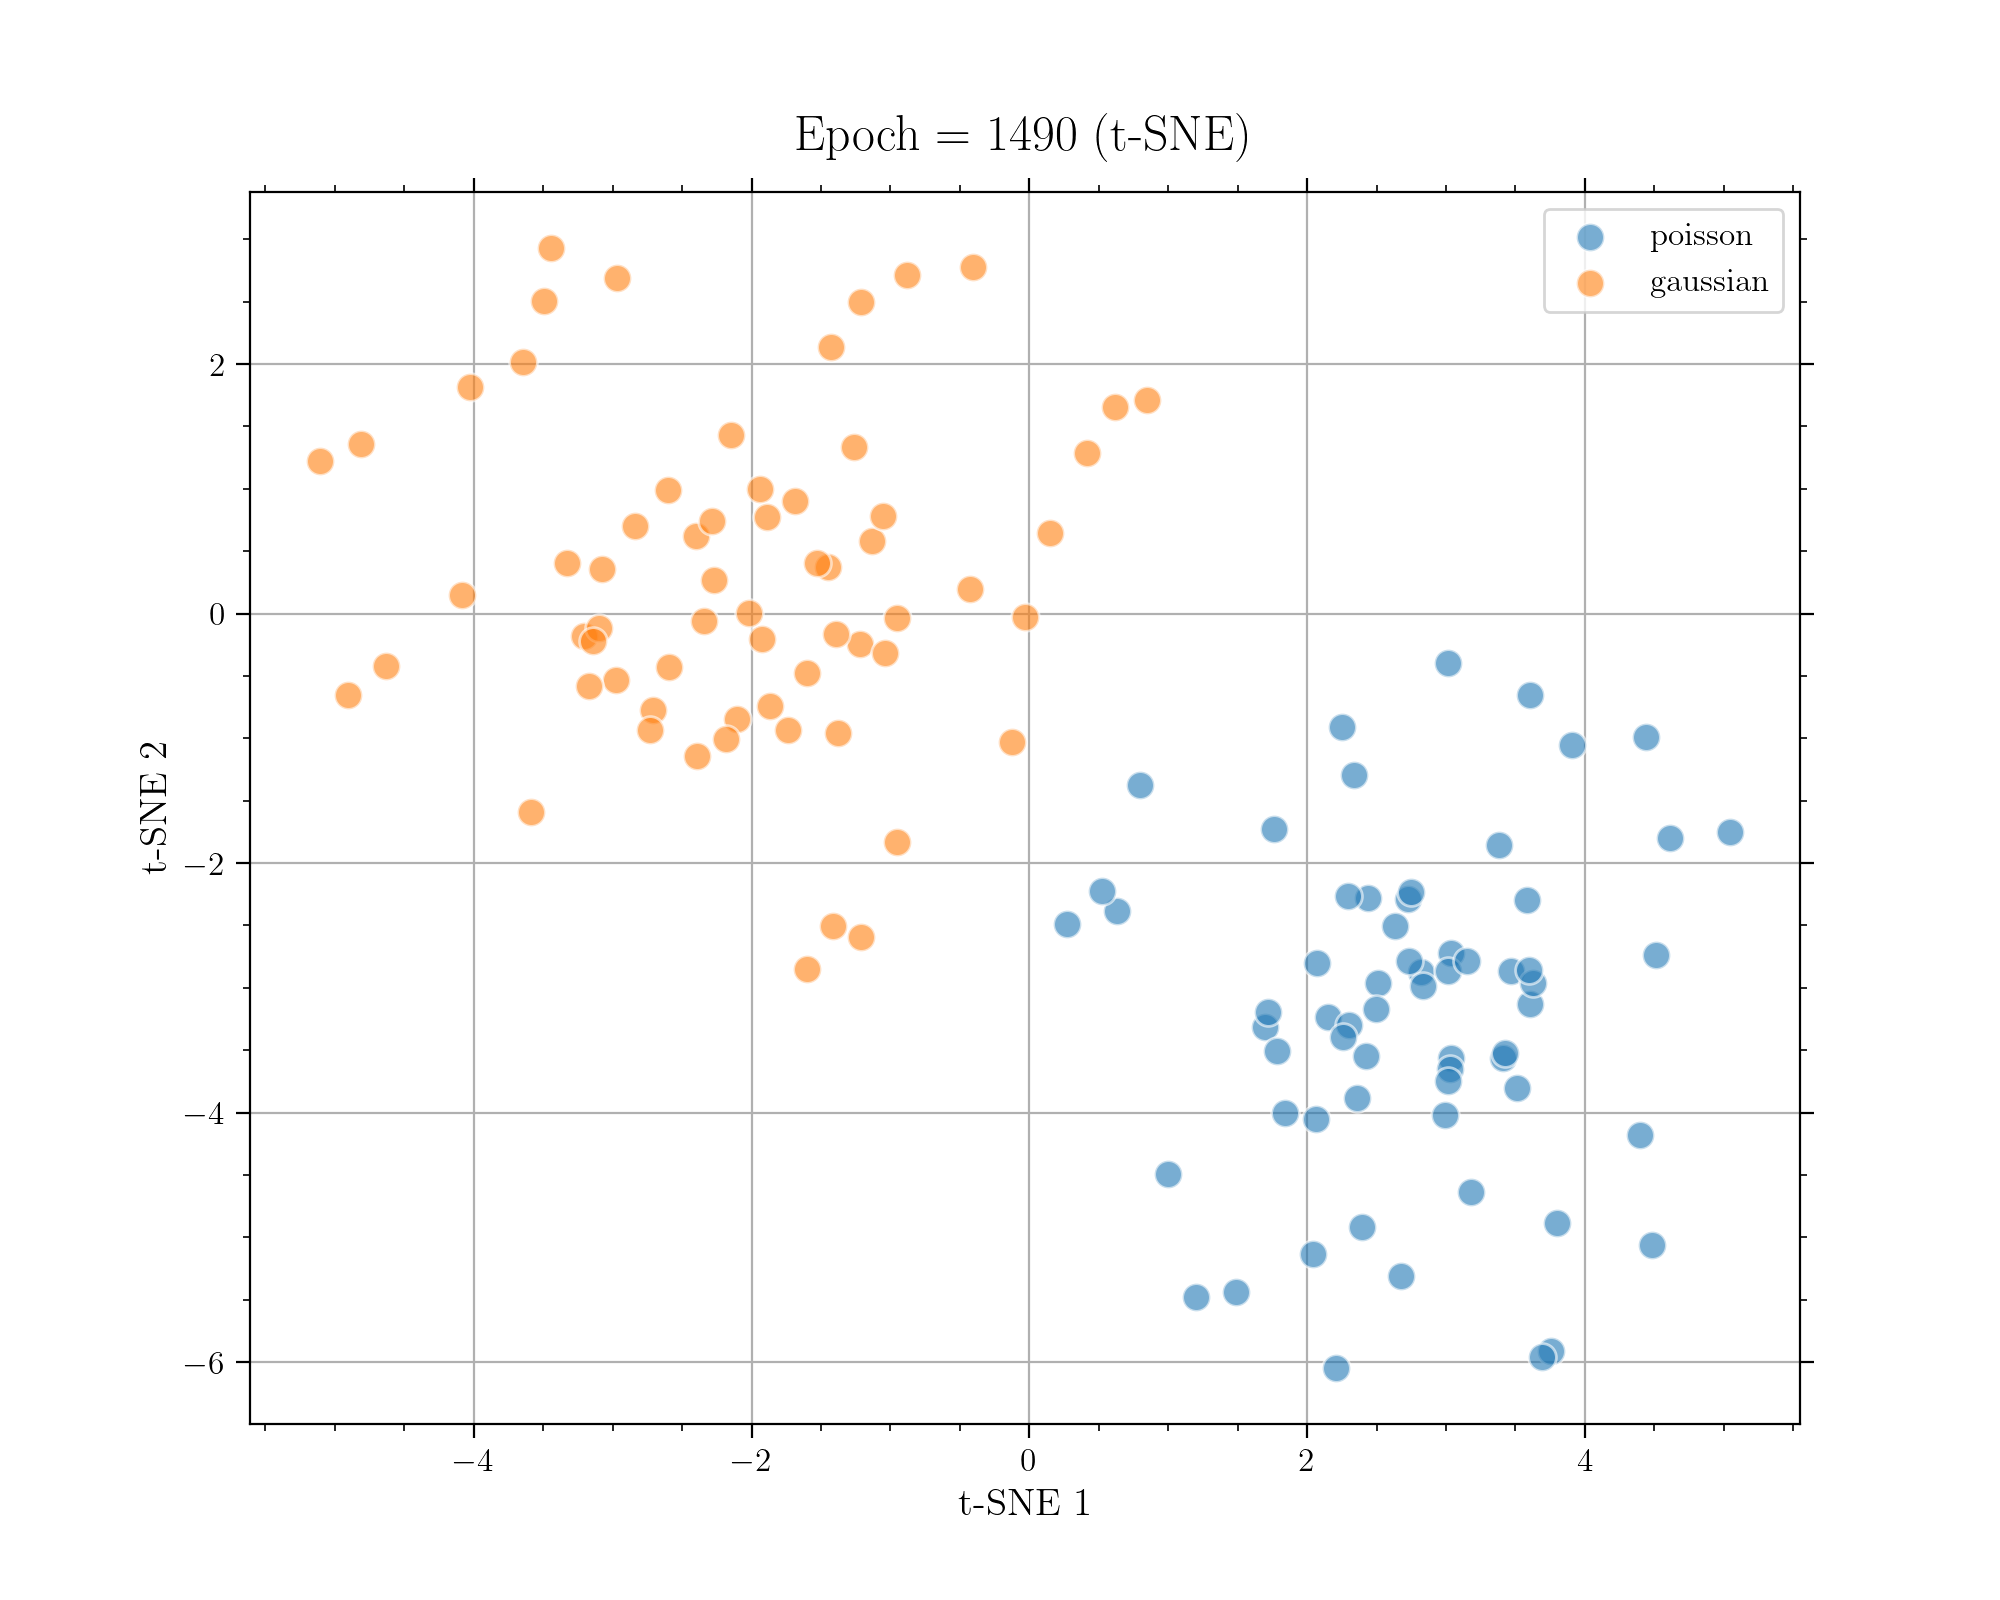 Epoch = 1490 (t-SNE)
poisson
gaussian
2
0
−2
−4
−6
t-SNE 2
−4
−2
0
2
4
t-SNE 1